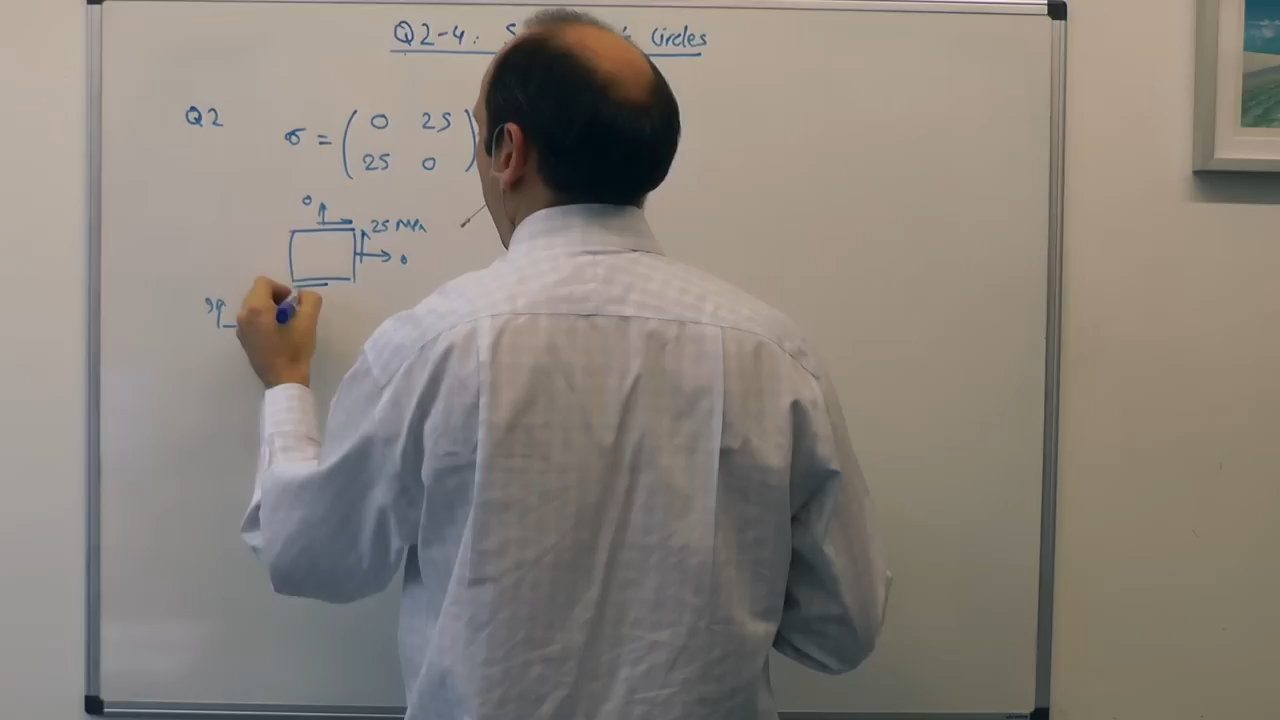 Q2-4: Circles
Q2 σ = ( 0 25
25 0 )
0
25 MPa
0